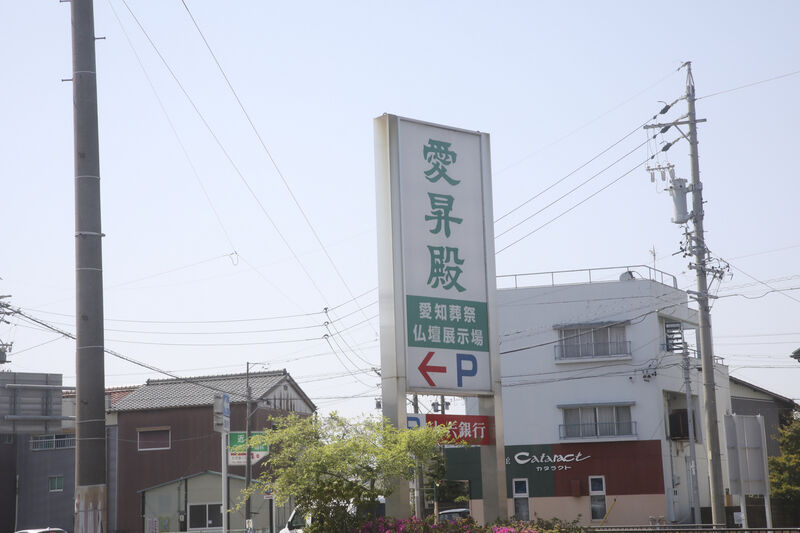 愛昇殿
愛知葬祭
仏壇展示場
← P
P
銀行
Cataract
カタラクト